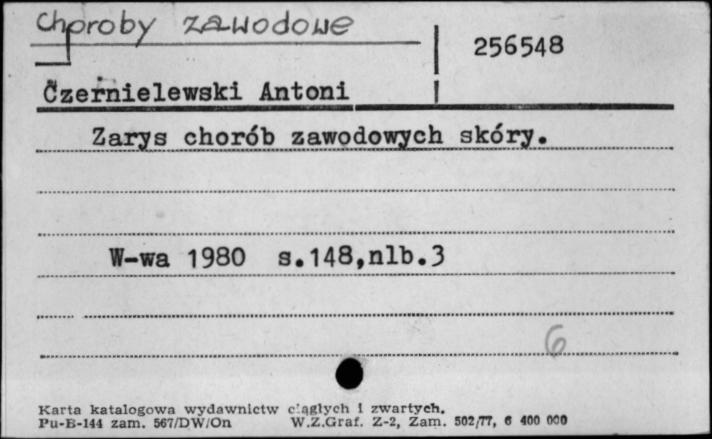 Choroby zawodowe
256548
Czernielewski Antoni
Zarys chorób zawodowych skóry.
W-wa 1980 s.148,nlb.3
6
Karta katalogowa wydawnictw ciągłych i zwartych.
Pu-B-144 zam. 567/DW/On W.Z.Graf. Z-2, Zam. 502/77, 6 400 000